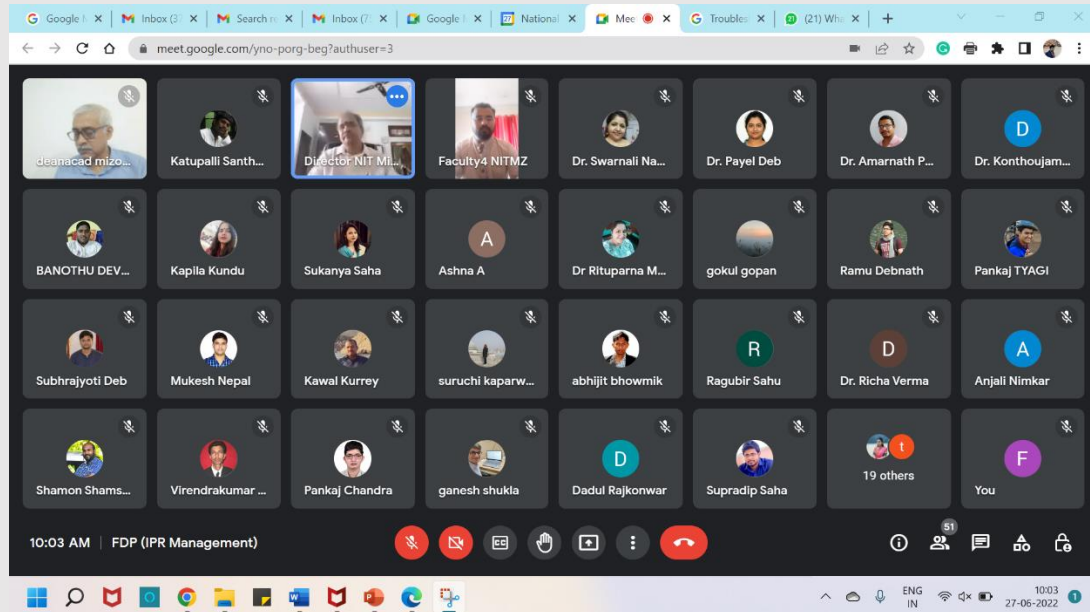 Google M
Inbox (3
Search re
Inbox (7
Google
27
National
Mee
Troubles
(21) Wha
meet.google.com/yno-porg-beg?authuser=3
deanacad mizo...
Katupalli Santh...
Director NIT Mi...
Faculty4 NITMZ
Dr. Swarnali Na...
Dr. Payel Deb
Dr. Amarnath P...
D
Dr. Konthoujam...
BANOTHU DEV...
Kapila Kundu
Sukanya Saha
A
Ashna A
Dr Rituparna M...
gokul gopan
Ramu Debnath
Pankaj TYAGI
Subhrajyoti Deb
Mukesh Nepal
Kawal Kurrey
suruchi kaparw...
abhijit bhowmik
R
Ragubir Sahu
D
Dr. Richa Verma
A
Anjali Nimkar
Shamon Shams...
Virendrakumar ...
Pankaj Chandra
ganesh shukla
D
Dadul Rajkonwar
Supradip Saha
t
19 others
F
You
10:03 AM | FDP (IPR Management)
CC
51
ENG
IN
10:03
27-06-2022
1